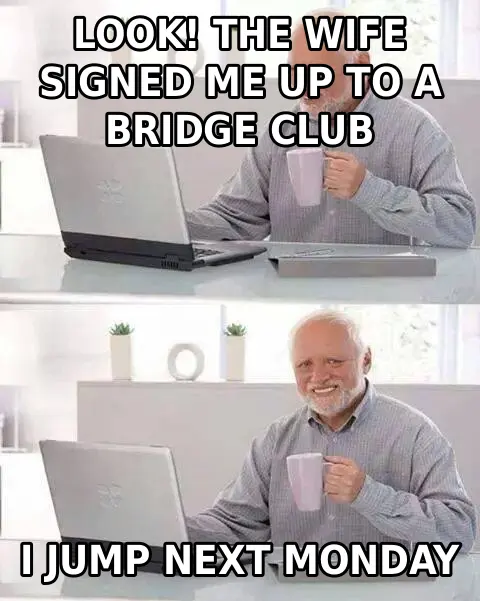 LOOK! THE WIFE
SIGNED ME UP TO A
BRIDGE CLUB
I JUMP NEXT MONDAY